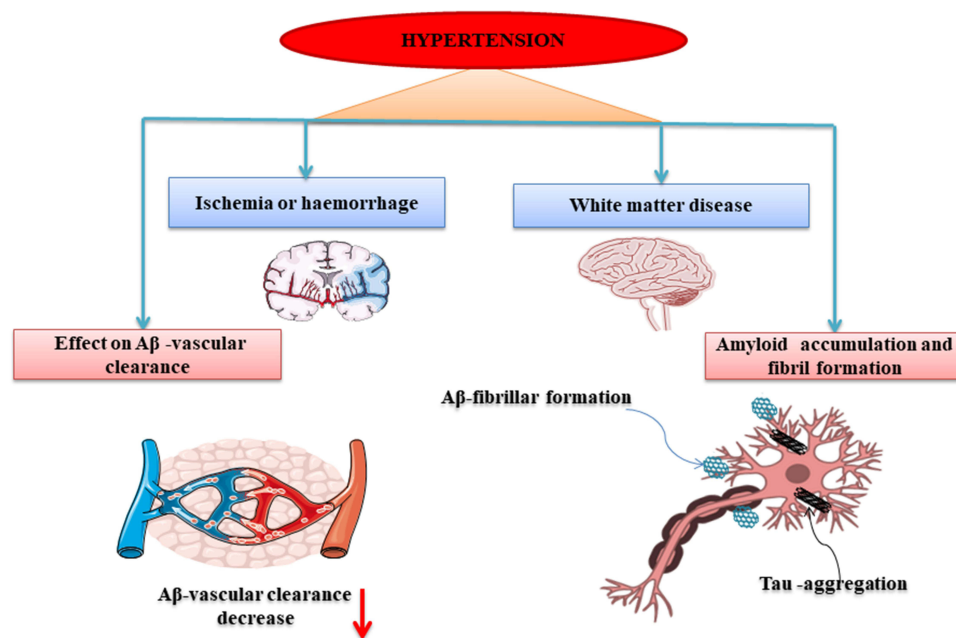 HYPERTENSION
Ischemia or haemorrhage
White matter disease
Effect on Aβ -vascular
clearance
Amyloid accumulation and
fibril formation
Aβ-fibrillar formation
Aβ-vascular clearance
decrease
Tau -aggregation